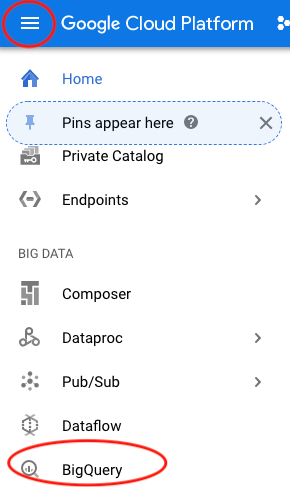 Google Cloud Platform
Home
Pins appear here ?
Private Catalog
Endpoints
BIG DATA
Composer
Dataproc
Pub/Sub
Dataflow
BigQuery